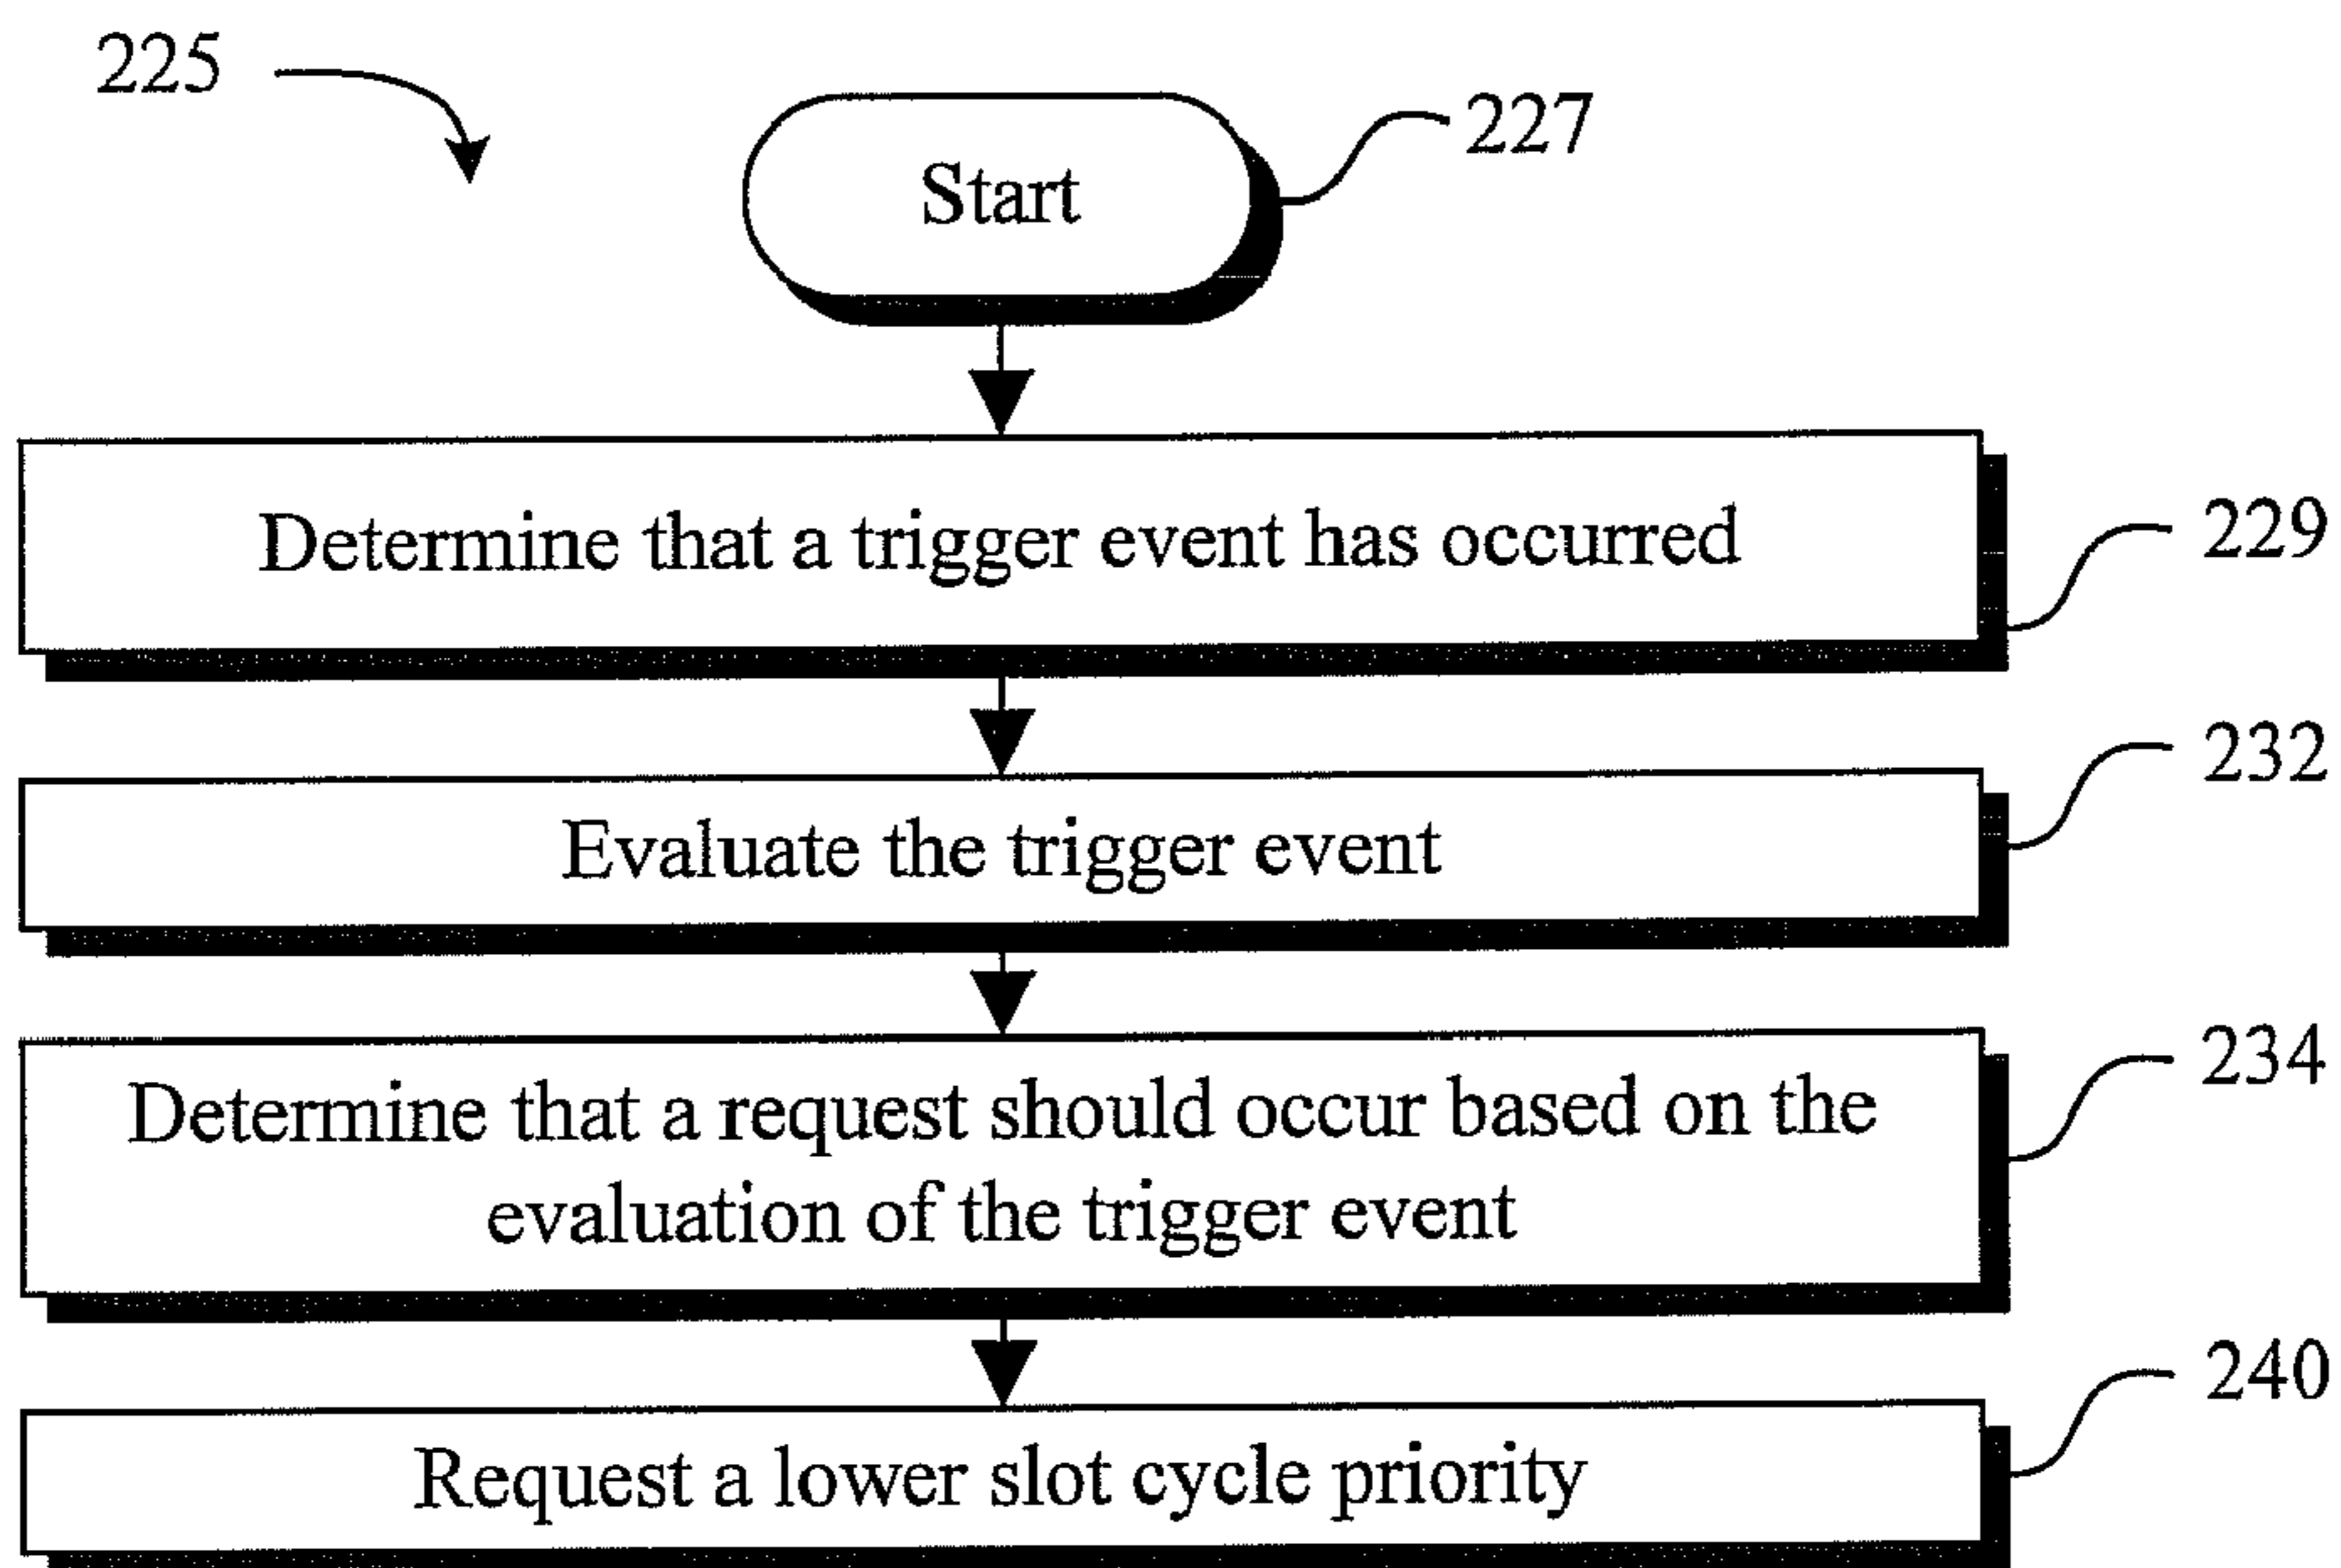 225
Start
227
Determine that a trigger event has occurred
229
232
Evaluate the trigger event
234
Determine that a request should occur based on the
evaluation of the trigger event
240
Request a lower slot cycle priority